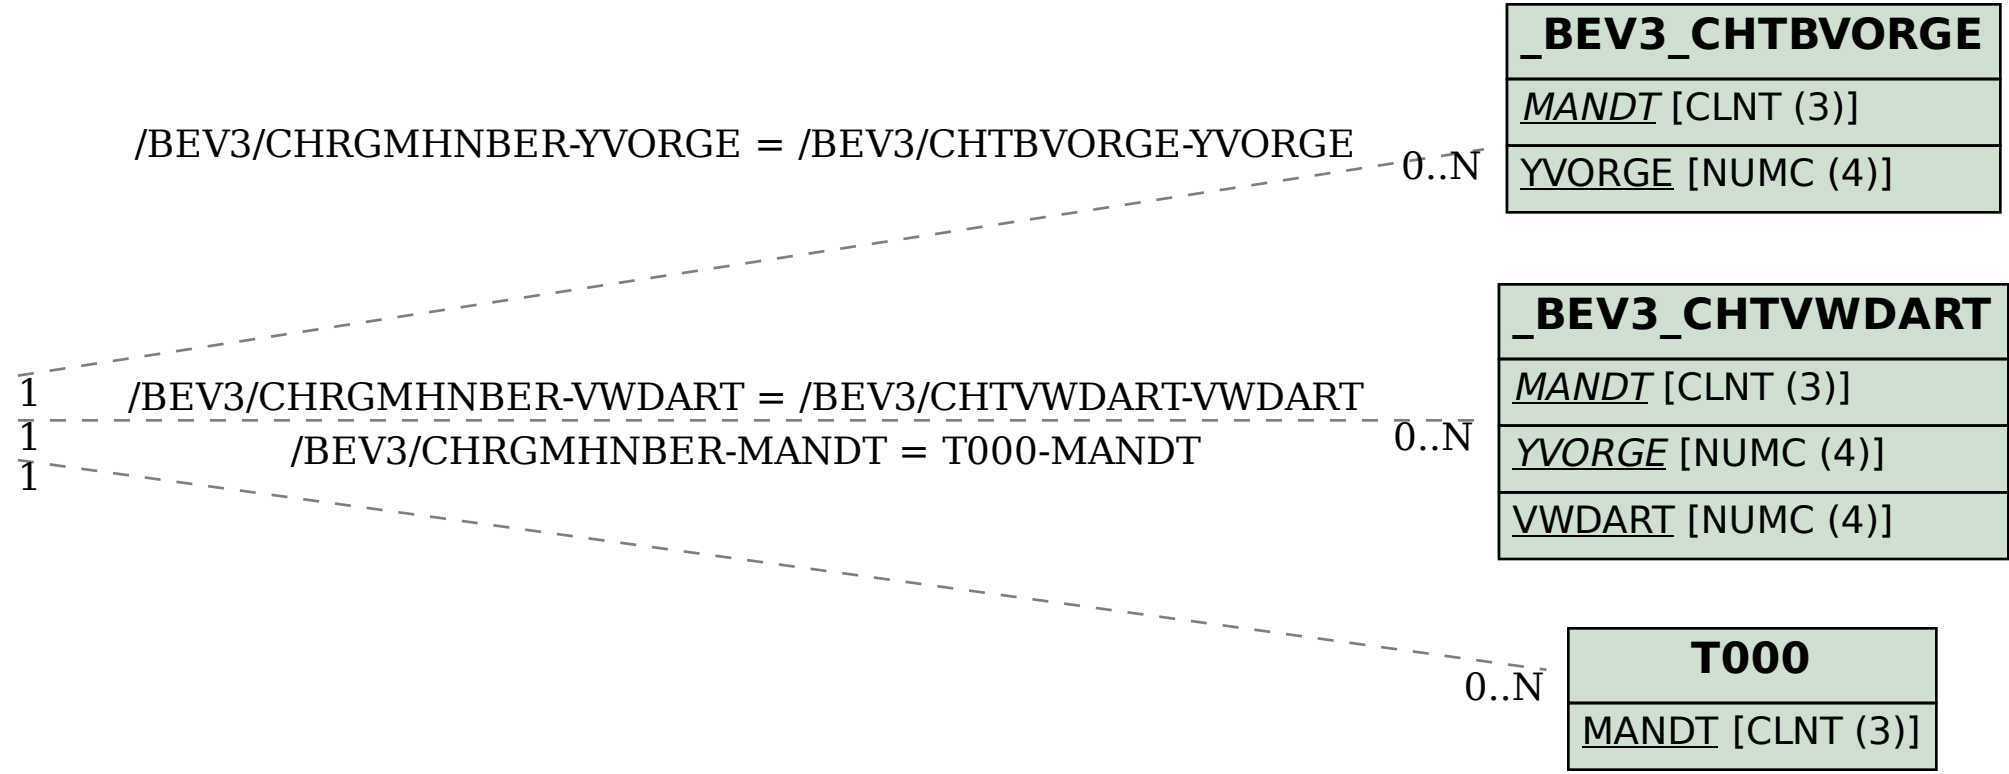 _BEV3_CHTBVORGE
MANDT [CLNT (3)]
YVORGE [NUMC (4)]
/BEV3/CHRGMHNBER-YVORGE = /BEV3/CHTBVORGE-YVORGE
0..N
1
/BEV3/CHRGMHNBER-VWDART = /BEV3/CHTVWDART-VWDART
1
0..N
/BEV3/CHRGMHNBER-MANDT = T000-MANDT
1
0..N
_BEV3_CHTVWDART
MANDT [CLNT (3)]
YVORGE [NUMC (4)]
VWDART [NUMC (4)]
T000
MANDT [CLNT (3)]